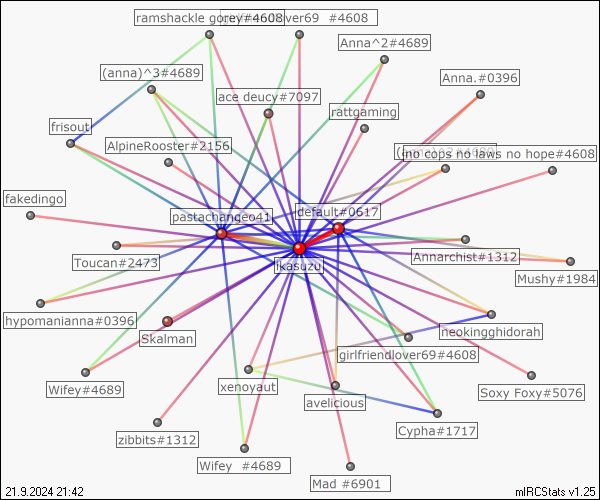 ramshackle gorey#4608
lover69 #4608
Anna^2#4689
(anna)^3#4689
Anna.#0396
ace deucy#7097
rattgaming
frisout
AlpineRooster#2156
(no cops no laws no hope#4608
fakedingo
pastachangeo41
default#0617
Toucan#2473
ikasuzu
Annarchist#1312
Mushy#1984
hypomanianna#0396
Skalman
neokingghidorah
girlfriendlover69#4608
Wifey#4689
xenoyaut
avelicious
Soxy Foxy#5076
zibbits#1312
Cypha#1717
Wifey #4689
Mad #6901
21.9.2024 21:42
mIRCStats v1.25